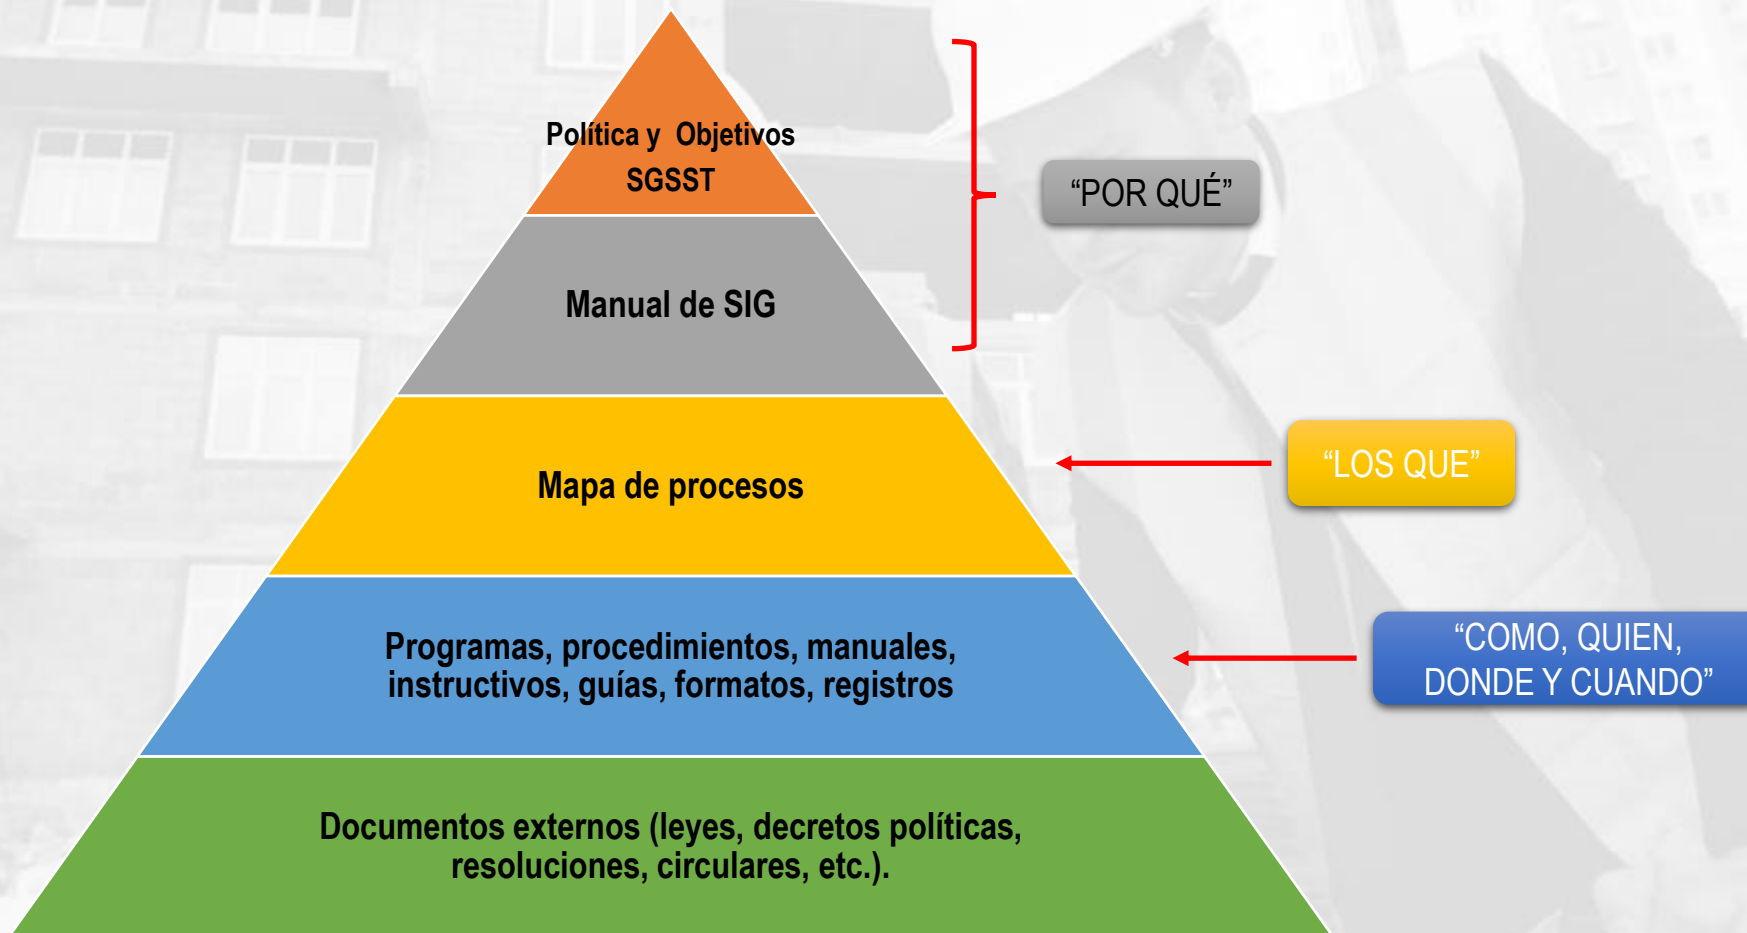 Política y  Objetivos
SGSST
“POR QUÉ”
Manual de SIG
“LOS QUE”
Mapa de procesos
“COMO, QUIEN,
DONDE Y CUANDO”
Programas, procedimientos, manuales,
instructivos, guías, formatos, registros
Documentos externos (leyes, decretos políticas,
resoluciones, circulares, etc.).